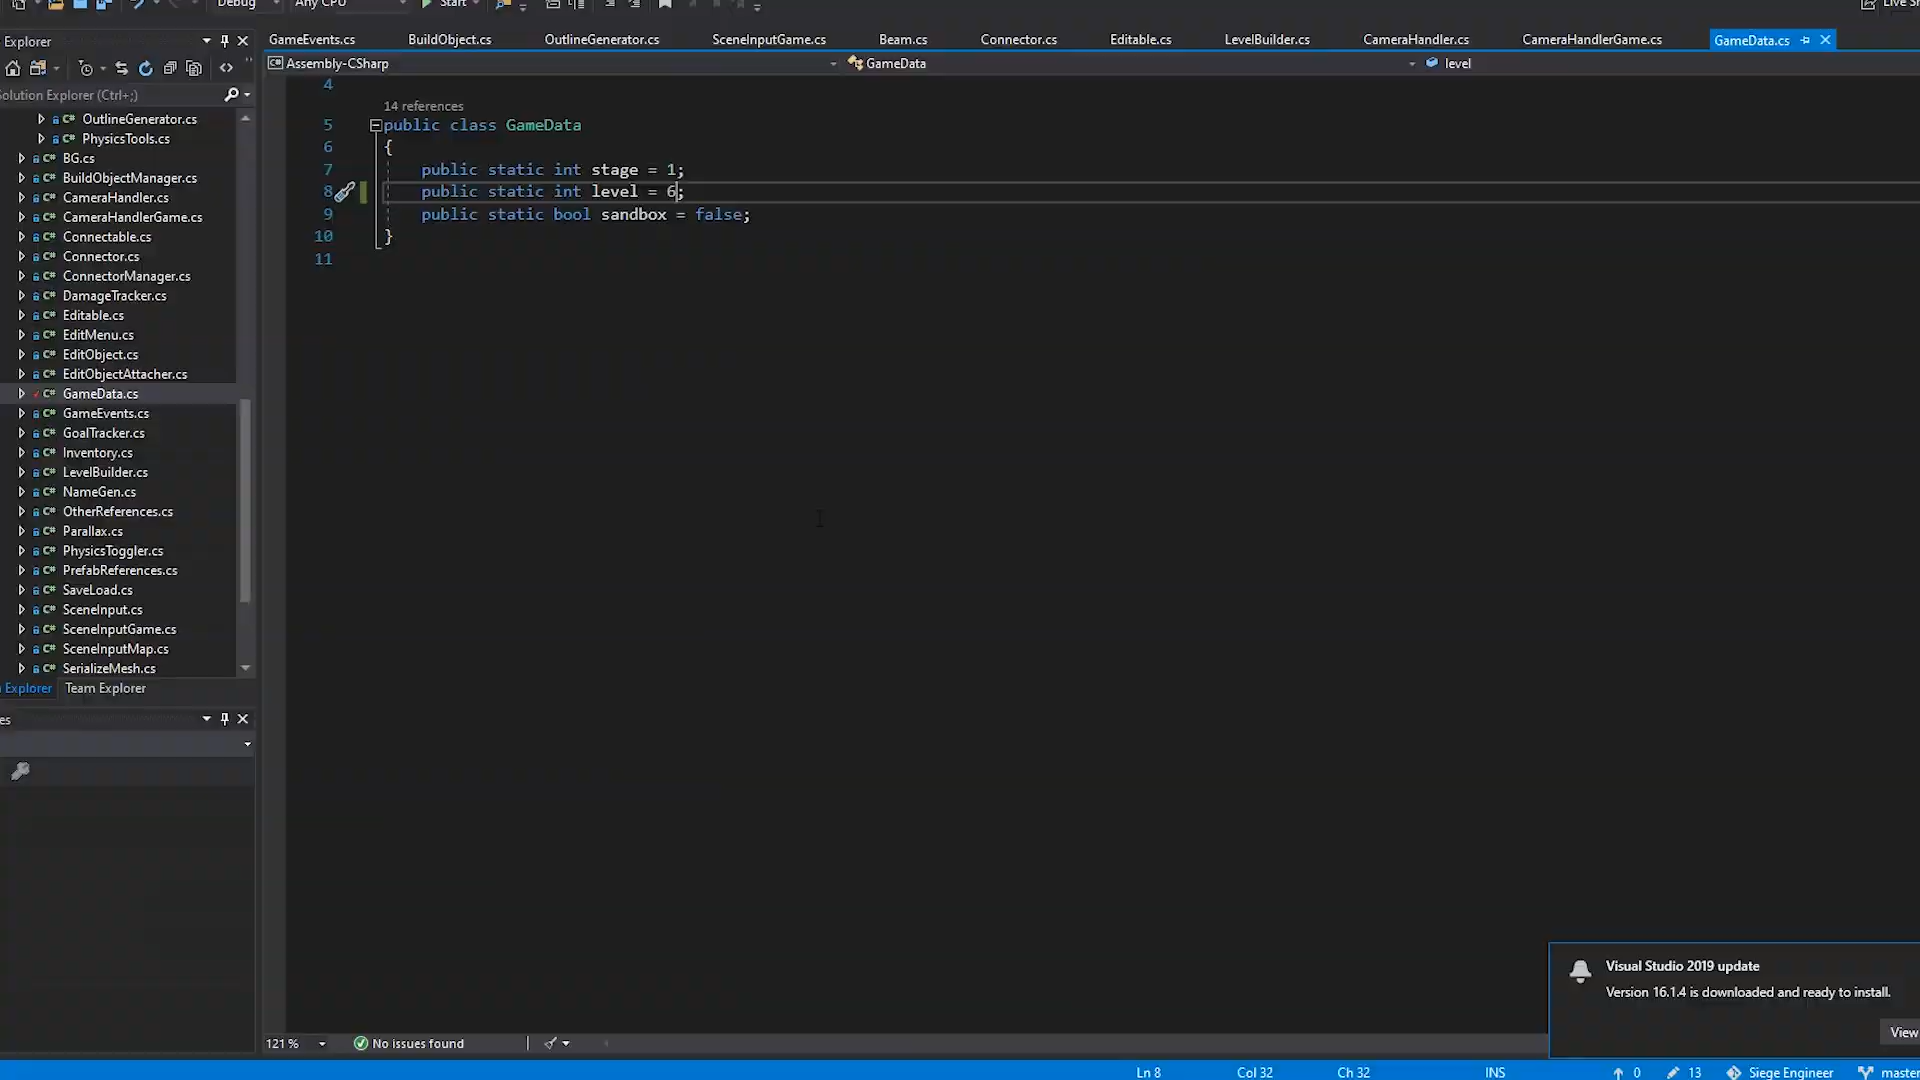 Debug Any CPU Start Live Sh
Explorer
GameEvents.cs BuildObject.cs OutlineGenerator.cs SceneInputGame.cs Beam.cs Connector.cs Editable.cs LevelBuilder.cs CameraHandler.cs CameraHandlerGame.cs GameData.cs
Assembly-CSharp GameData level
Solution Explorer (Ctrl+;)
OutlineGenerator.cs
PhysicsTools.cs
BG.cs
BuildObjectManager.cs
CameraHandler.cs
CameraHandlerGame.cs
Connectable.cs
Connector.cs
ConnectorManager.cs
DamageTracker.cs
Editable.cs
EditMenu.cs
EditObject.cs
EditObjectAttacher.cs
GameData.cs
GameEvents.cs
GoalTracker.cs
Inventory.cs
LevelBuilder.cs
NameGen.cs
OtherReferences.cs
Parallax.cs
PhysicsToggler.cs
PrefabReferences.cs
SaveLoad.cs
SceneInput.cs
SceneInputGame.cs
SceneInputMap.cs
SerializeMesh.cs
Explorer Team Explorer
es
4
14 references
5 public class GameData
6 {
7 public static int stage = 1;
8 public static int level = 6;
9 public static bool sandbox = false;
10 }
11
Visual Studio 2019 update
Version 16.1.4 is downloaded and ready to install.
View
121 % No issues found
Ln 8 Col 32 Ch 32 INS 0 13 Siege Engineer master